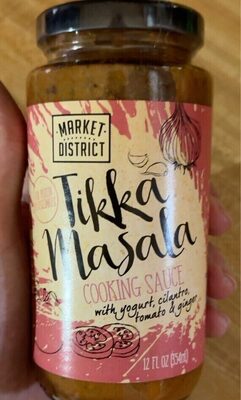 MARKET
DISTRICT
Tikka
Masala
COOKING SAUCE
with yogurt, cilantro,
tomato & ginger
12 FL OZ (354mL)